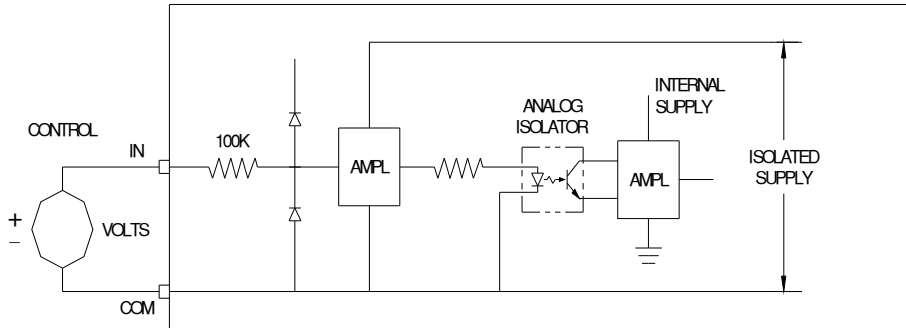 CONTROL
IN
100K
+
−
VOLTS
COM
AMPL
ANALOG
ISOLATOR
INTERNAL
SUPPLY
AMPL
ISOLATED
SUPPLY